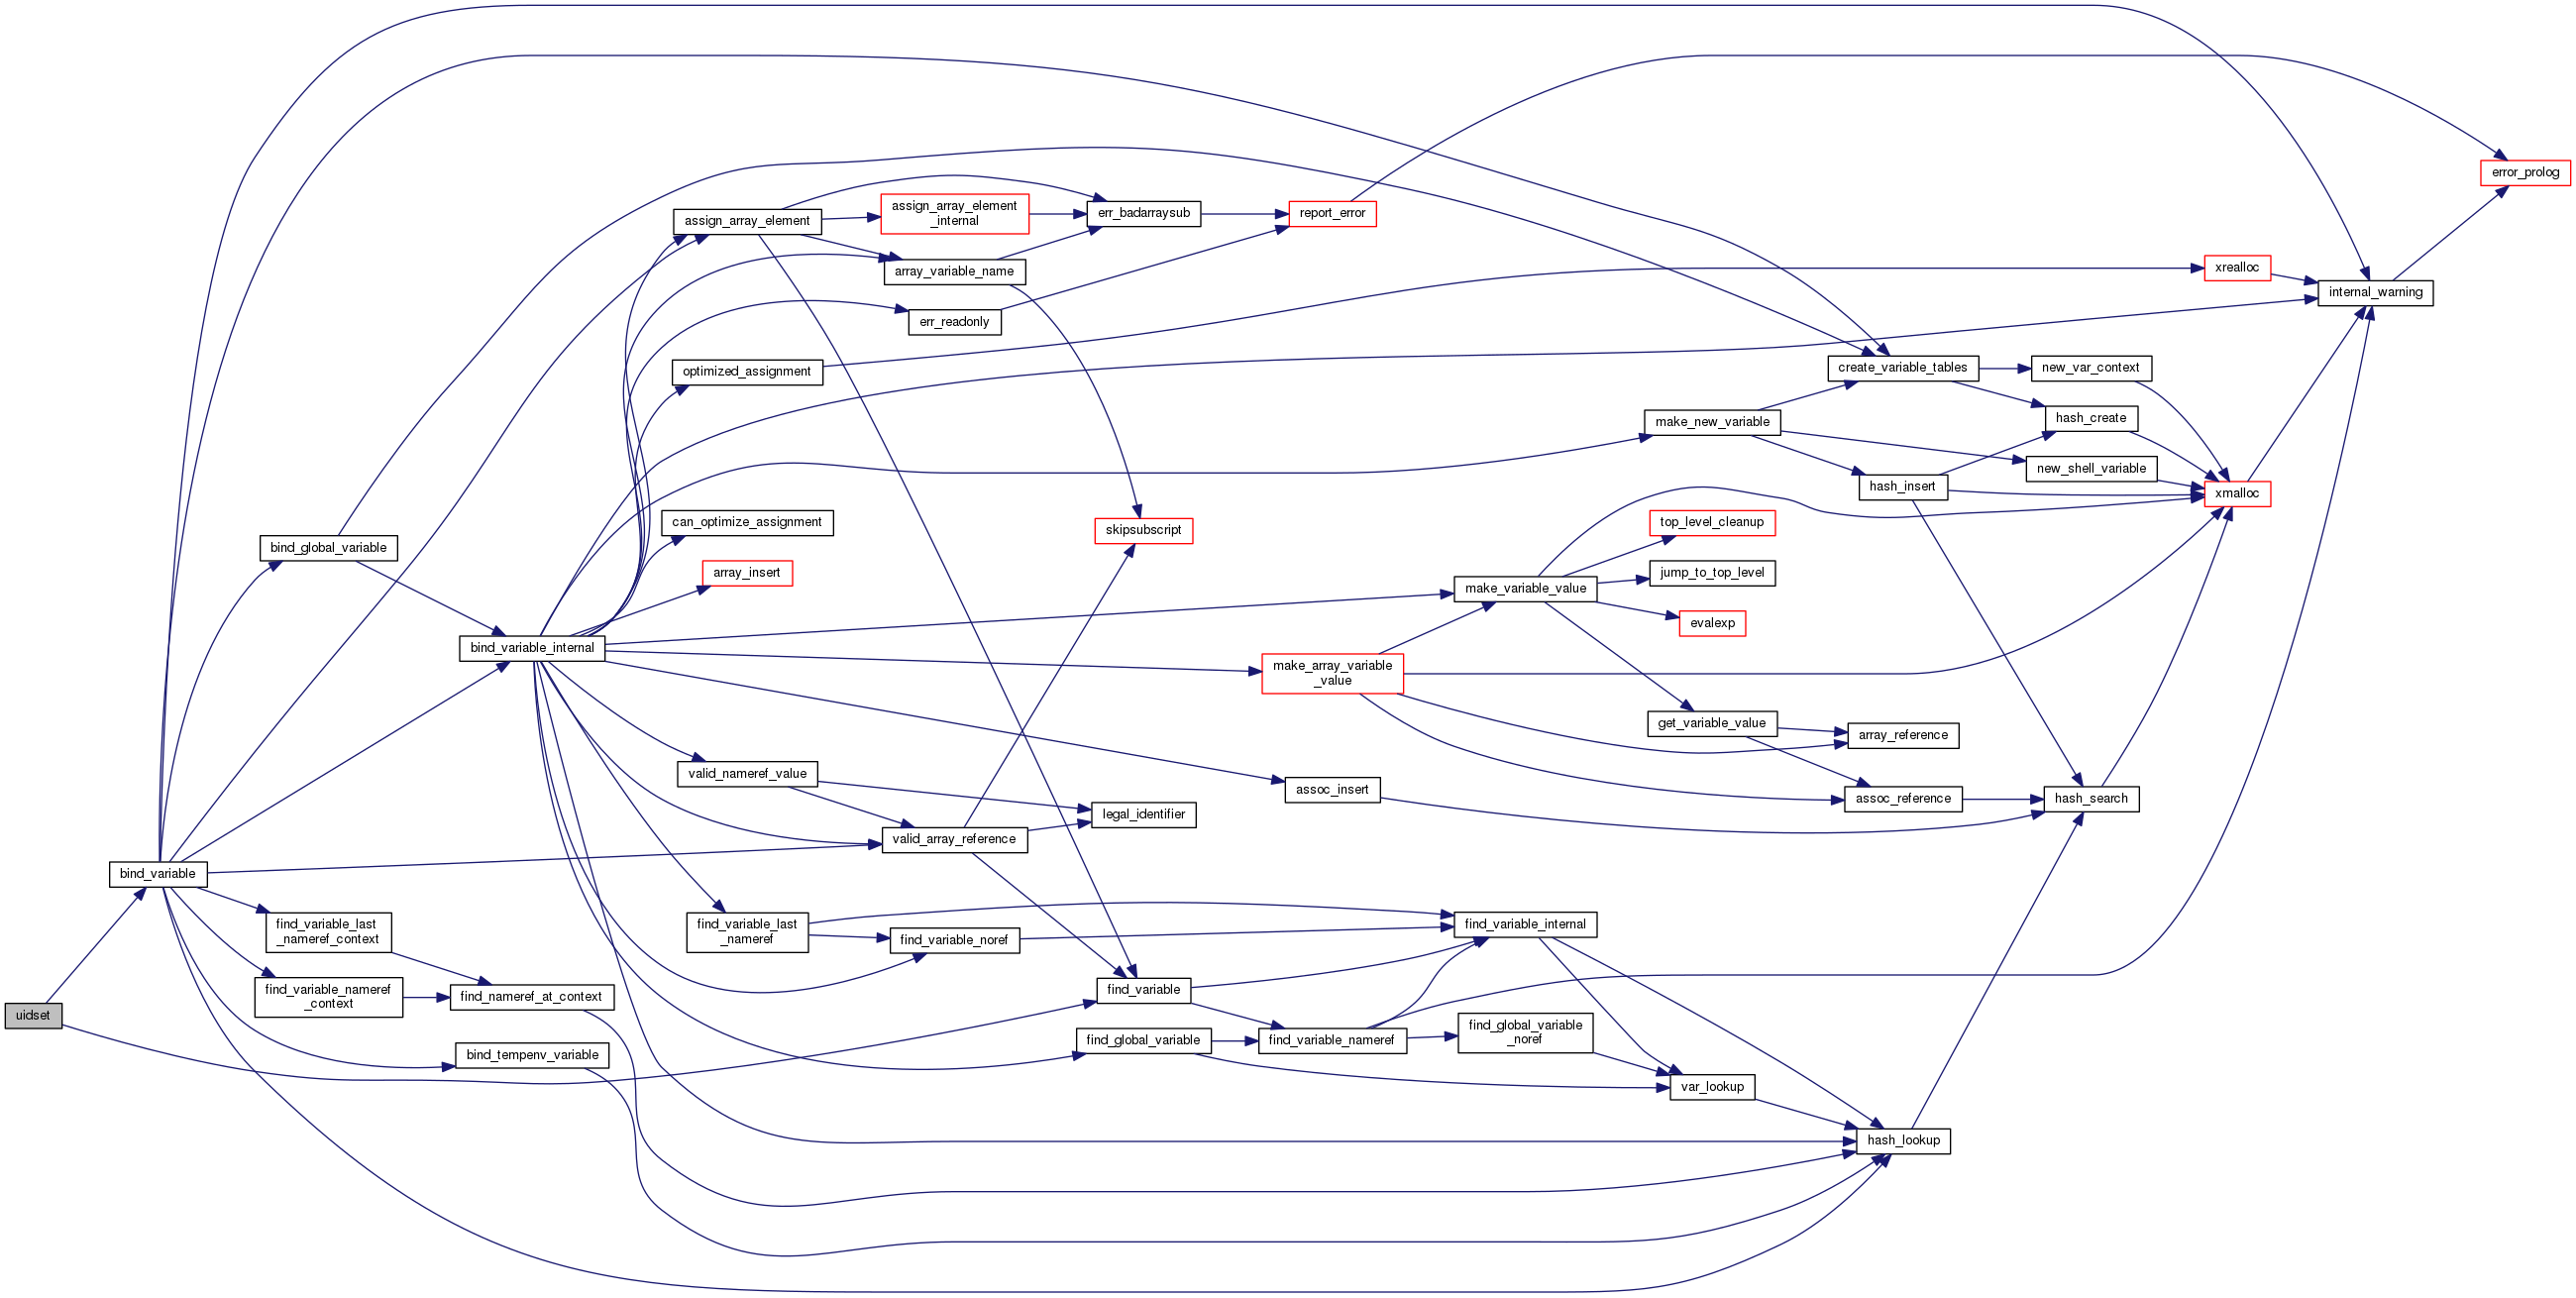 uidset
bind_variable
bind_global_variable
find_variable_last
_nameref_context
find_variable_nameref
_context
bind_variable_internal
find_nameref_at_context
bind_tempenv_variable
assign_array_element
optimized_assignment
can_optimize_assignment
array_insert
valid_nameref_value
find_variable_last
_nameref
assign_array_element
_internal
array_variable_name
err_readonly
valid_array_reference
find_variable_noref
err_badarraysub
skipsubscript
legal_identifier
find_variable
find_global_variable
report_error
make_array_variable
_value
assoc_insert
find_variable_nameref
make_variable_value
find_variable_internal
find_global_variable
_noref
make_new_variable
top_level_cleanup
jump_to_top_level
evalexp
get_variable_value
var_lookup
create_variable_tables
hash_insert
array_reference
assoc_reference
hash_lookup
new_var_context
hash_create
new_shell_variable
hash_search
xrealloc
xmalloc
internal_warning
error_prolog